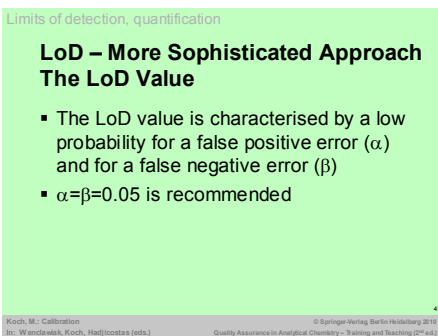 Limits of detection, quantification
LoD – More Sophisticated Approach
The LoD Value
▪ The LoD value is characterised by a low
probability for a false positive error (α)
and for a false negative error (β)
▪ α=β=0.05 is recommended
4
Koch, M.: Calibration
© Springer-Verlag, Berlin Heidelberg 2010
In: Wenclawiak, Koch, Hadjicostas (eds.)
Quality Assurance in Analytical Chemistry – Training and Teaching (2nd ed.)